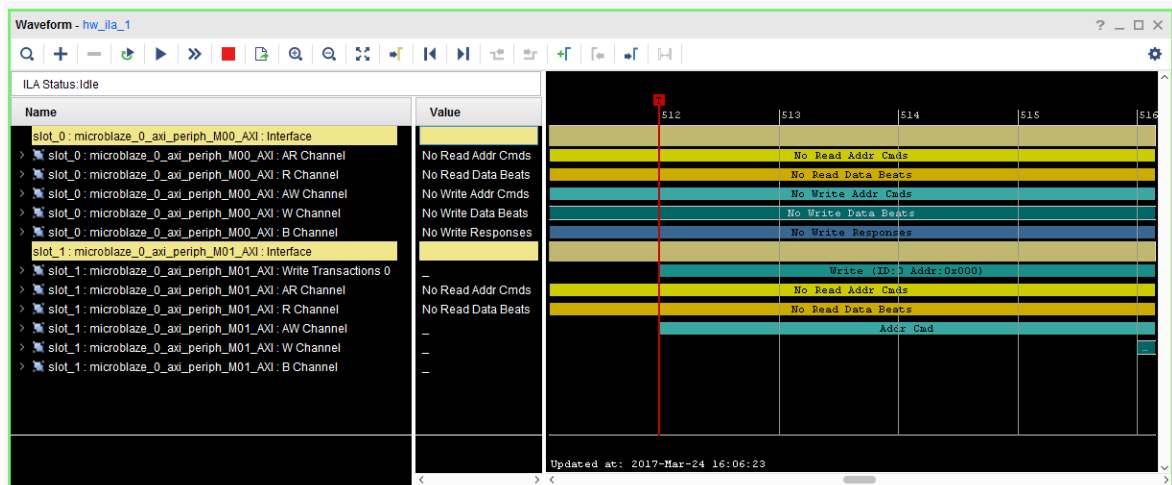 Waveform - hw_ila_1
? _ □ X
ILA Status:Idle
Name Value
T
512 513 514 515 516
slot_0 : microblaze_0_axi_periph_M00_AXI : Interface
slot_0 : microblaze_0_axi_periph_M00_AXI : AR Channel No Read Addr Cmds No Read Addr Cmds
slot_0 : microblaze_0_axi_periph_M00_AXI : R Channel No Read Data Beats No Read Data Beats
slot_0 : microblaze_0_axi_periph_M00_AXI : AW Channel No Write Addr Cmds No Write Addr Cmds
slot_0 : microblaze_0_axi_periph_M00_AXI : W Channel No Write Data Beats No Write Data Beats
slot_0 : microblaze_0_axi_periph_M00_AXI : B Channel No Write Responses No Write Responses
slot_1 : microblaze_0_axi_periph_M01_AXI : Interface
slot_1 : microblaze_0_axi_periph_M01_AXI : Write Transactions 0 _ Write (ID:0 Addr:0x000)
slot_1 : microblaze_0_axi_periph_M01_AXI : AR Channel No Read Addr Cmds No Read Addr Cmds
slot_1 : microblaze_0_axi_periph_M01_AXI : R Channel No Read Data Beats No Read Data Beats
slot_1 : microblaze_0_axi_periph_M01_AXI : AW Channel _ Addr Cmd
slot_1 : microblaze_0_axi_periph_M01_AXI : W Channel _ _
slot_1 : microblaze_0_axi_periph_M01_AXI : B Channel _
Updated at: 2017-Mar-24 16:06:23